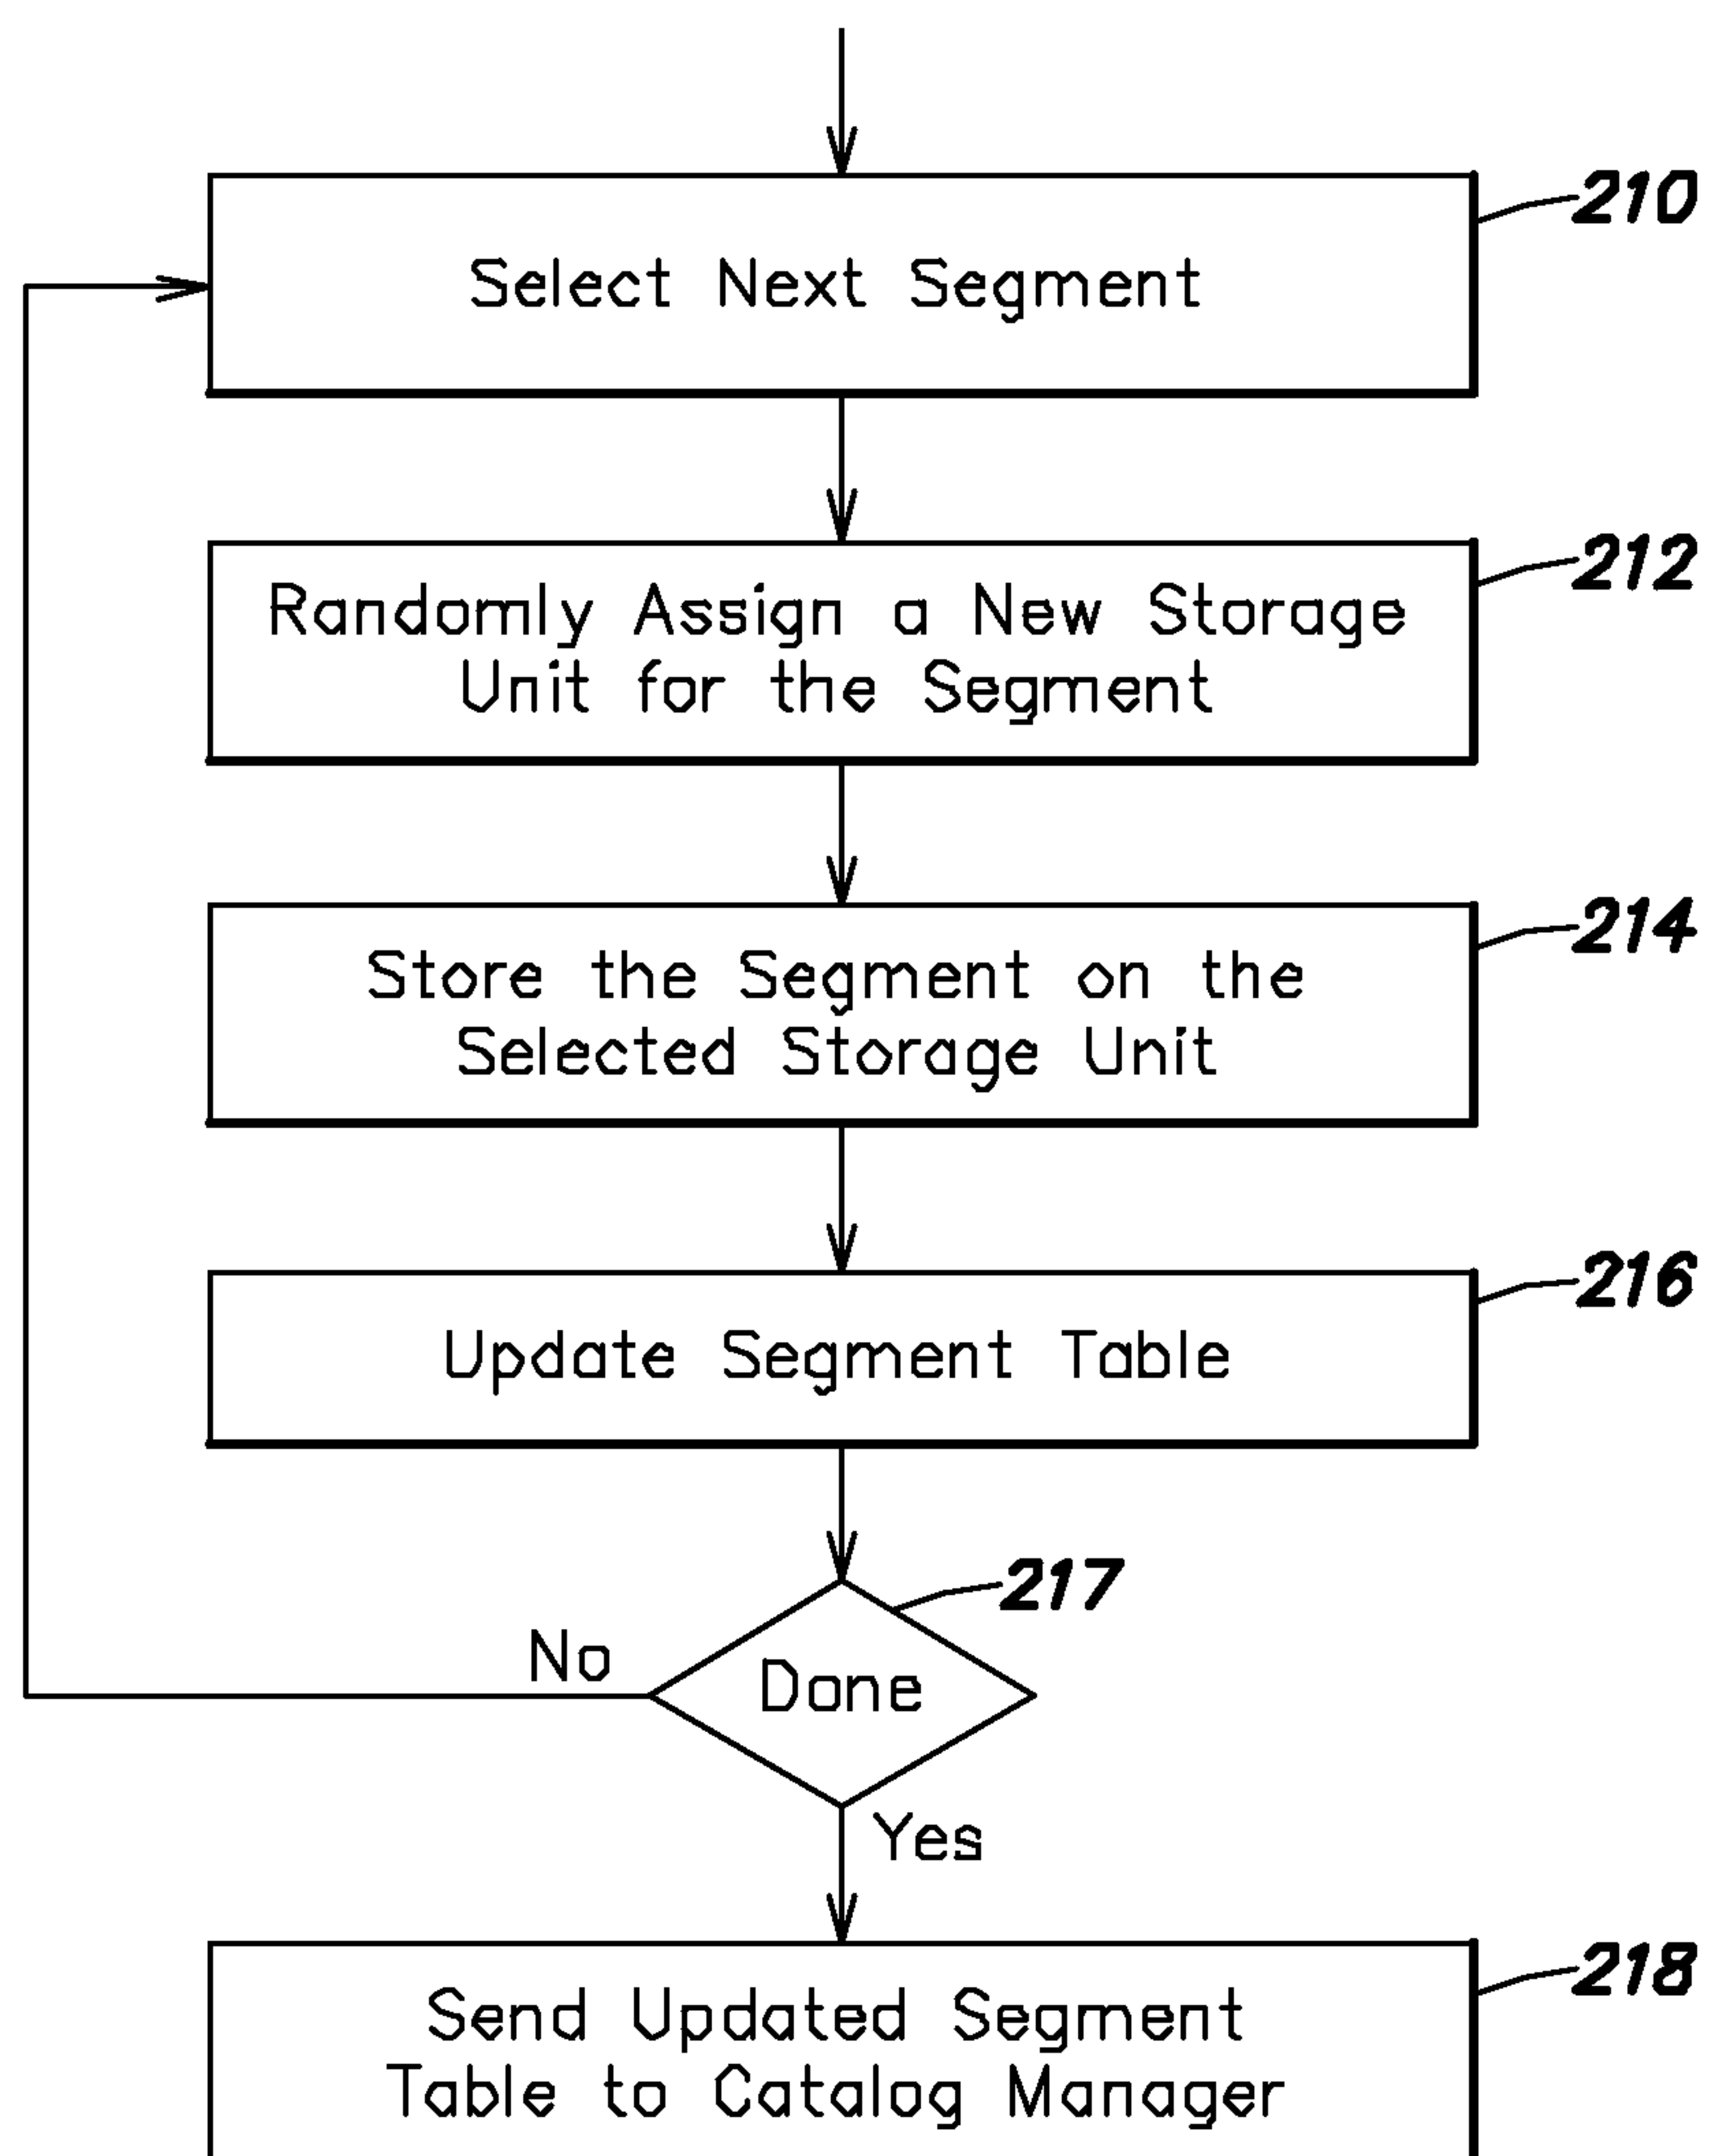 210
Select Next Segment
212
Randomly Assign a New Storage
Unit for the Segment
214
Store the Segment on the
Selected Storage Unit
216
Update Segment Table
217
No
Done
Yes
218
Send Updated Segment
Table to Catalog Manager